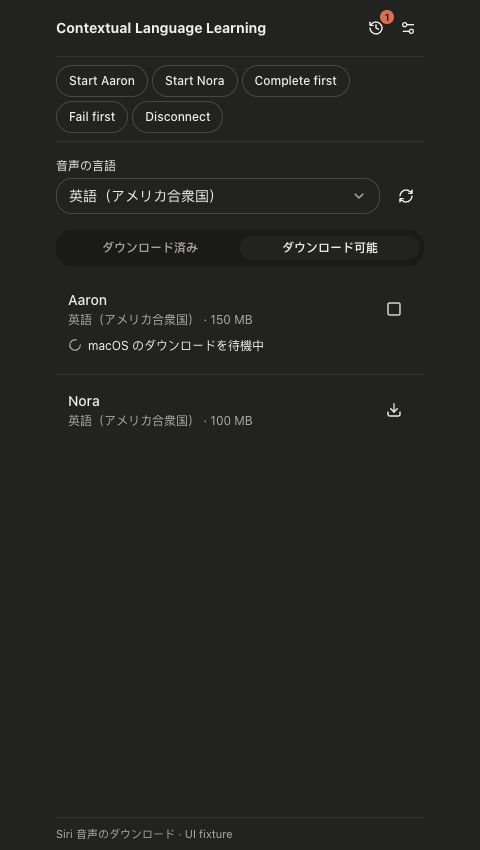 Contextual Language Learning
1
Start Aaron
Start Nora
Complete first
Fail first
Disconnect
音声の言語
英語（アメリカ合衆国）
ダウンロード済み
ダウンロード可能
Aaron
英語（アメリカ合衆国） · 150 MB
macOS のダウンロードを待機中
Nora
英語（アメリカ合衆国） · 100 MB
Siri 音声のダウンロード · UI fixture